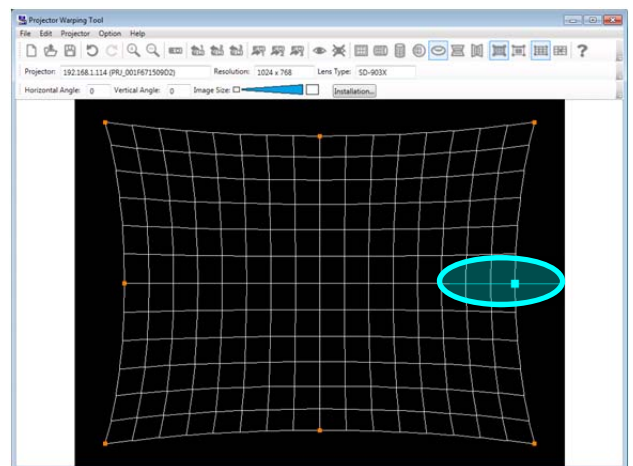 Projector Warping Tool
File Edit Projector Option Help
Projector: 192.168.1.114 (PRJ_001F671509D2) Resolution: 1024 x 768 Lens Type: SD-903X
Horizontal Angle: 0 Vertical Angle: 0 Image Size: Installation...